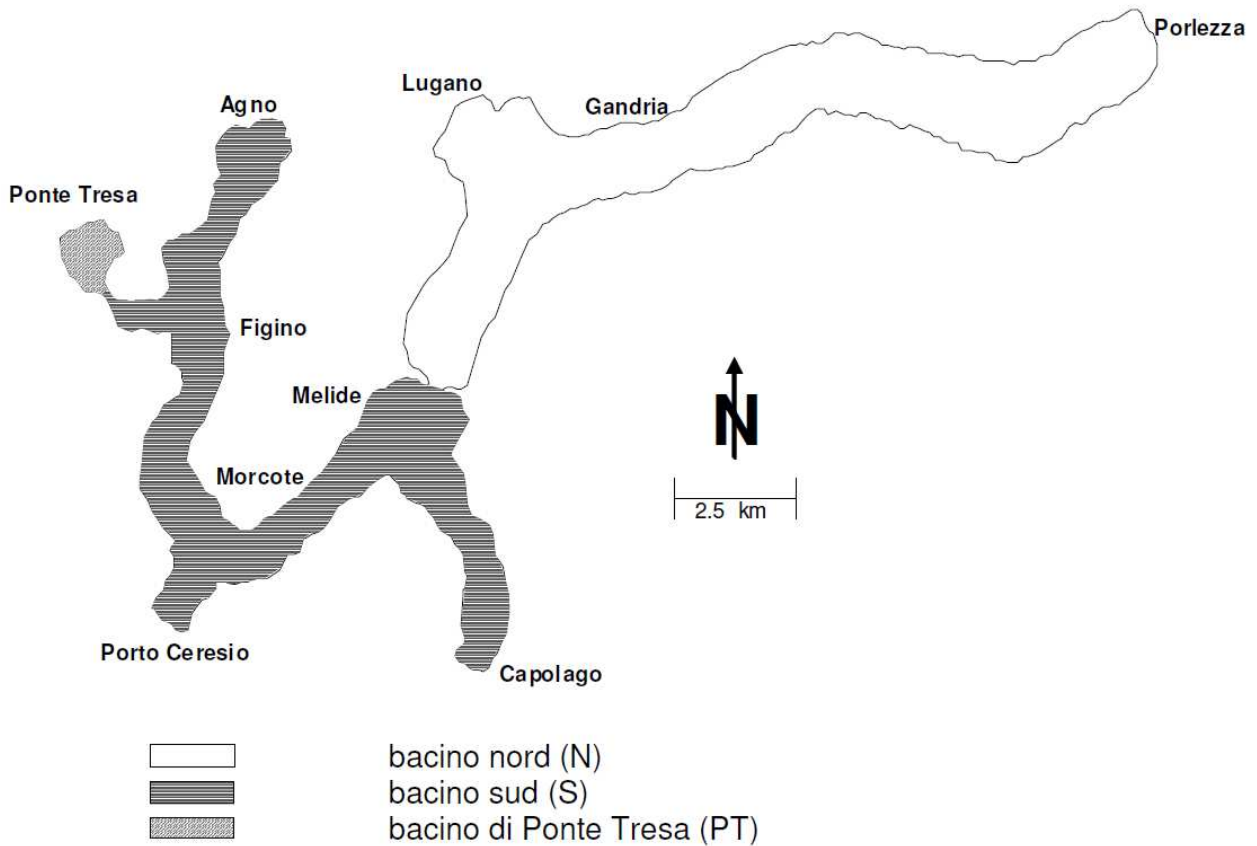 Porlezza
Lugano
Gandria
Agno
Ponte Tresa
Figino
Melide
N
Morcote
2.5 km
Porto Ceresio
Capolago
bacino nord (N)
bacino sud (S)
bacino di Ponte Tresa (PT)